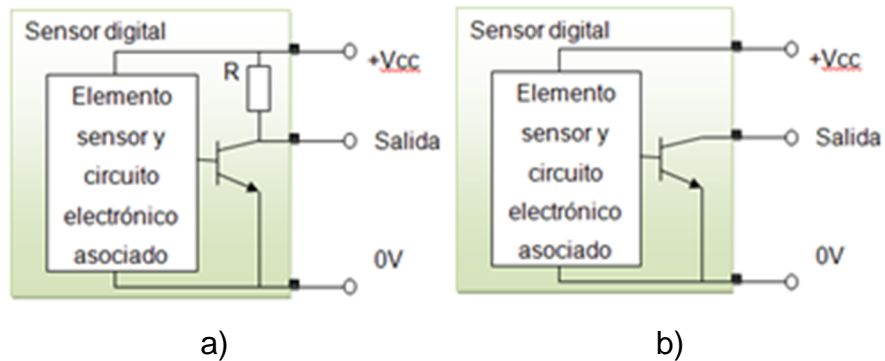 Sensor digital
R
+Vcc
Elemento
sensor y
circuito
electrónico
asociado
Salida
0V
a)
Sensor digital
+Vcc
Elemento
sensor y
circuito
electrónico
asociado
Salida
0V
b)